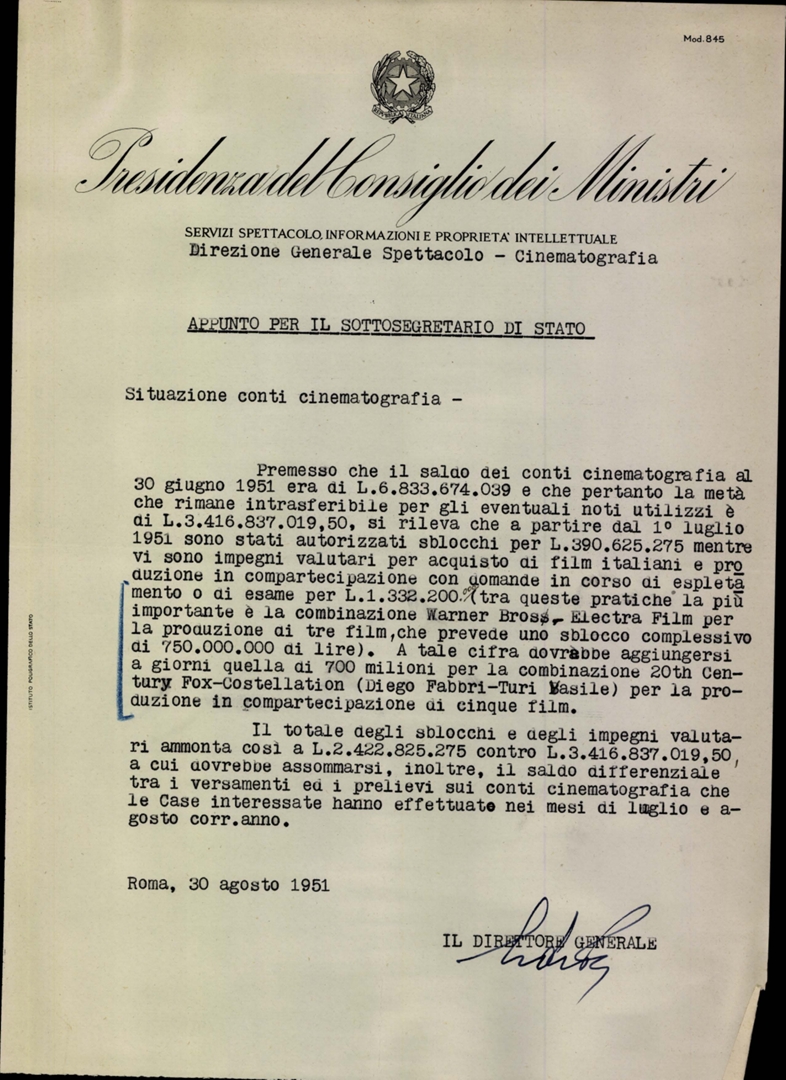 Mod. 845
REPVBBLICA ITALIANA
Presidenza del Consiglio dei Ministri
SERVIZI SPETTACOLO, INFORMAZIONI E PROPRIETA' INTELLETTUALE
Direzione Generale Spettacolo - Cinematografia
APPUNTO PER IL SOTTOSEGRETARIO DI STATO
Situazione conti cinematografia -
Premesso che il saldo dei conti cinematografia al
30 giugno 1951 era di L.6.833.674.039 e che pertanto la metà
che rimane intrasferibile per gli eventuali noti utilizzi è
di L.3.416.837.019,50, si rileva che a partire dal 1° luglio
1951 sono stati autorizzati sblocchi per L.390.625.275 mentre
vi sono impegni valutari per acquisto di film italiani e pro
duzione in compartecipazione con domande in corso di espleta
mento o di esame per L.1.332.200. (tra queste pratiche la più
importante è la combinazione Warner Bross- Electra Film per
la produzione di tre film,che prevede uno sblocco complessivo
di 750.000.000 di lire). A tale cifra dovrebbe aggiungersi
a giorni quella di 700 milioni per la combinazione 20th Cen-
tury Fox-Costellation (Diego Fabbri-Turi Vasile) per la pro-
duzione in compartecipazione di cinque film.
Il totale degli sblocchi e degli impegni valuta-
ri ammonta così a L.2.422.825.275 contro L.3.416.837.019,50,
a cui dovrebbe assommarsi, inoltre, il saldo differenziale
tra i versamenti ed i prelievi sui conti cinematografia che
le Case interessate hanno effettuato nei mesi di luglio e a-
gosto corr.anno.
Roma, 30 agosto 1951
IL DIRETTORE GENERALE
ISTITUTO POLIGRAFICO DELLO STATO